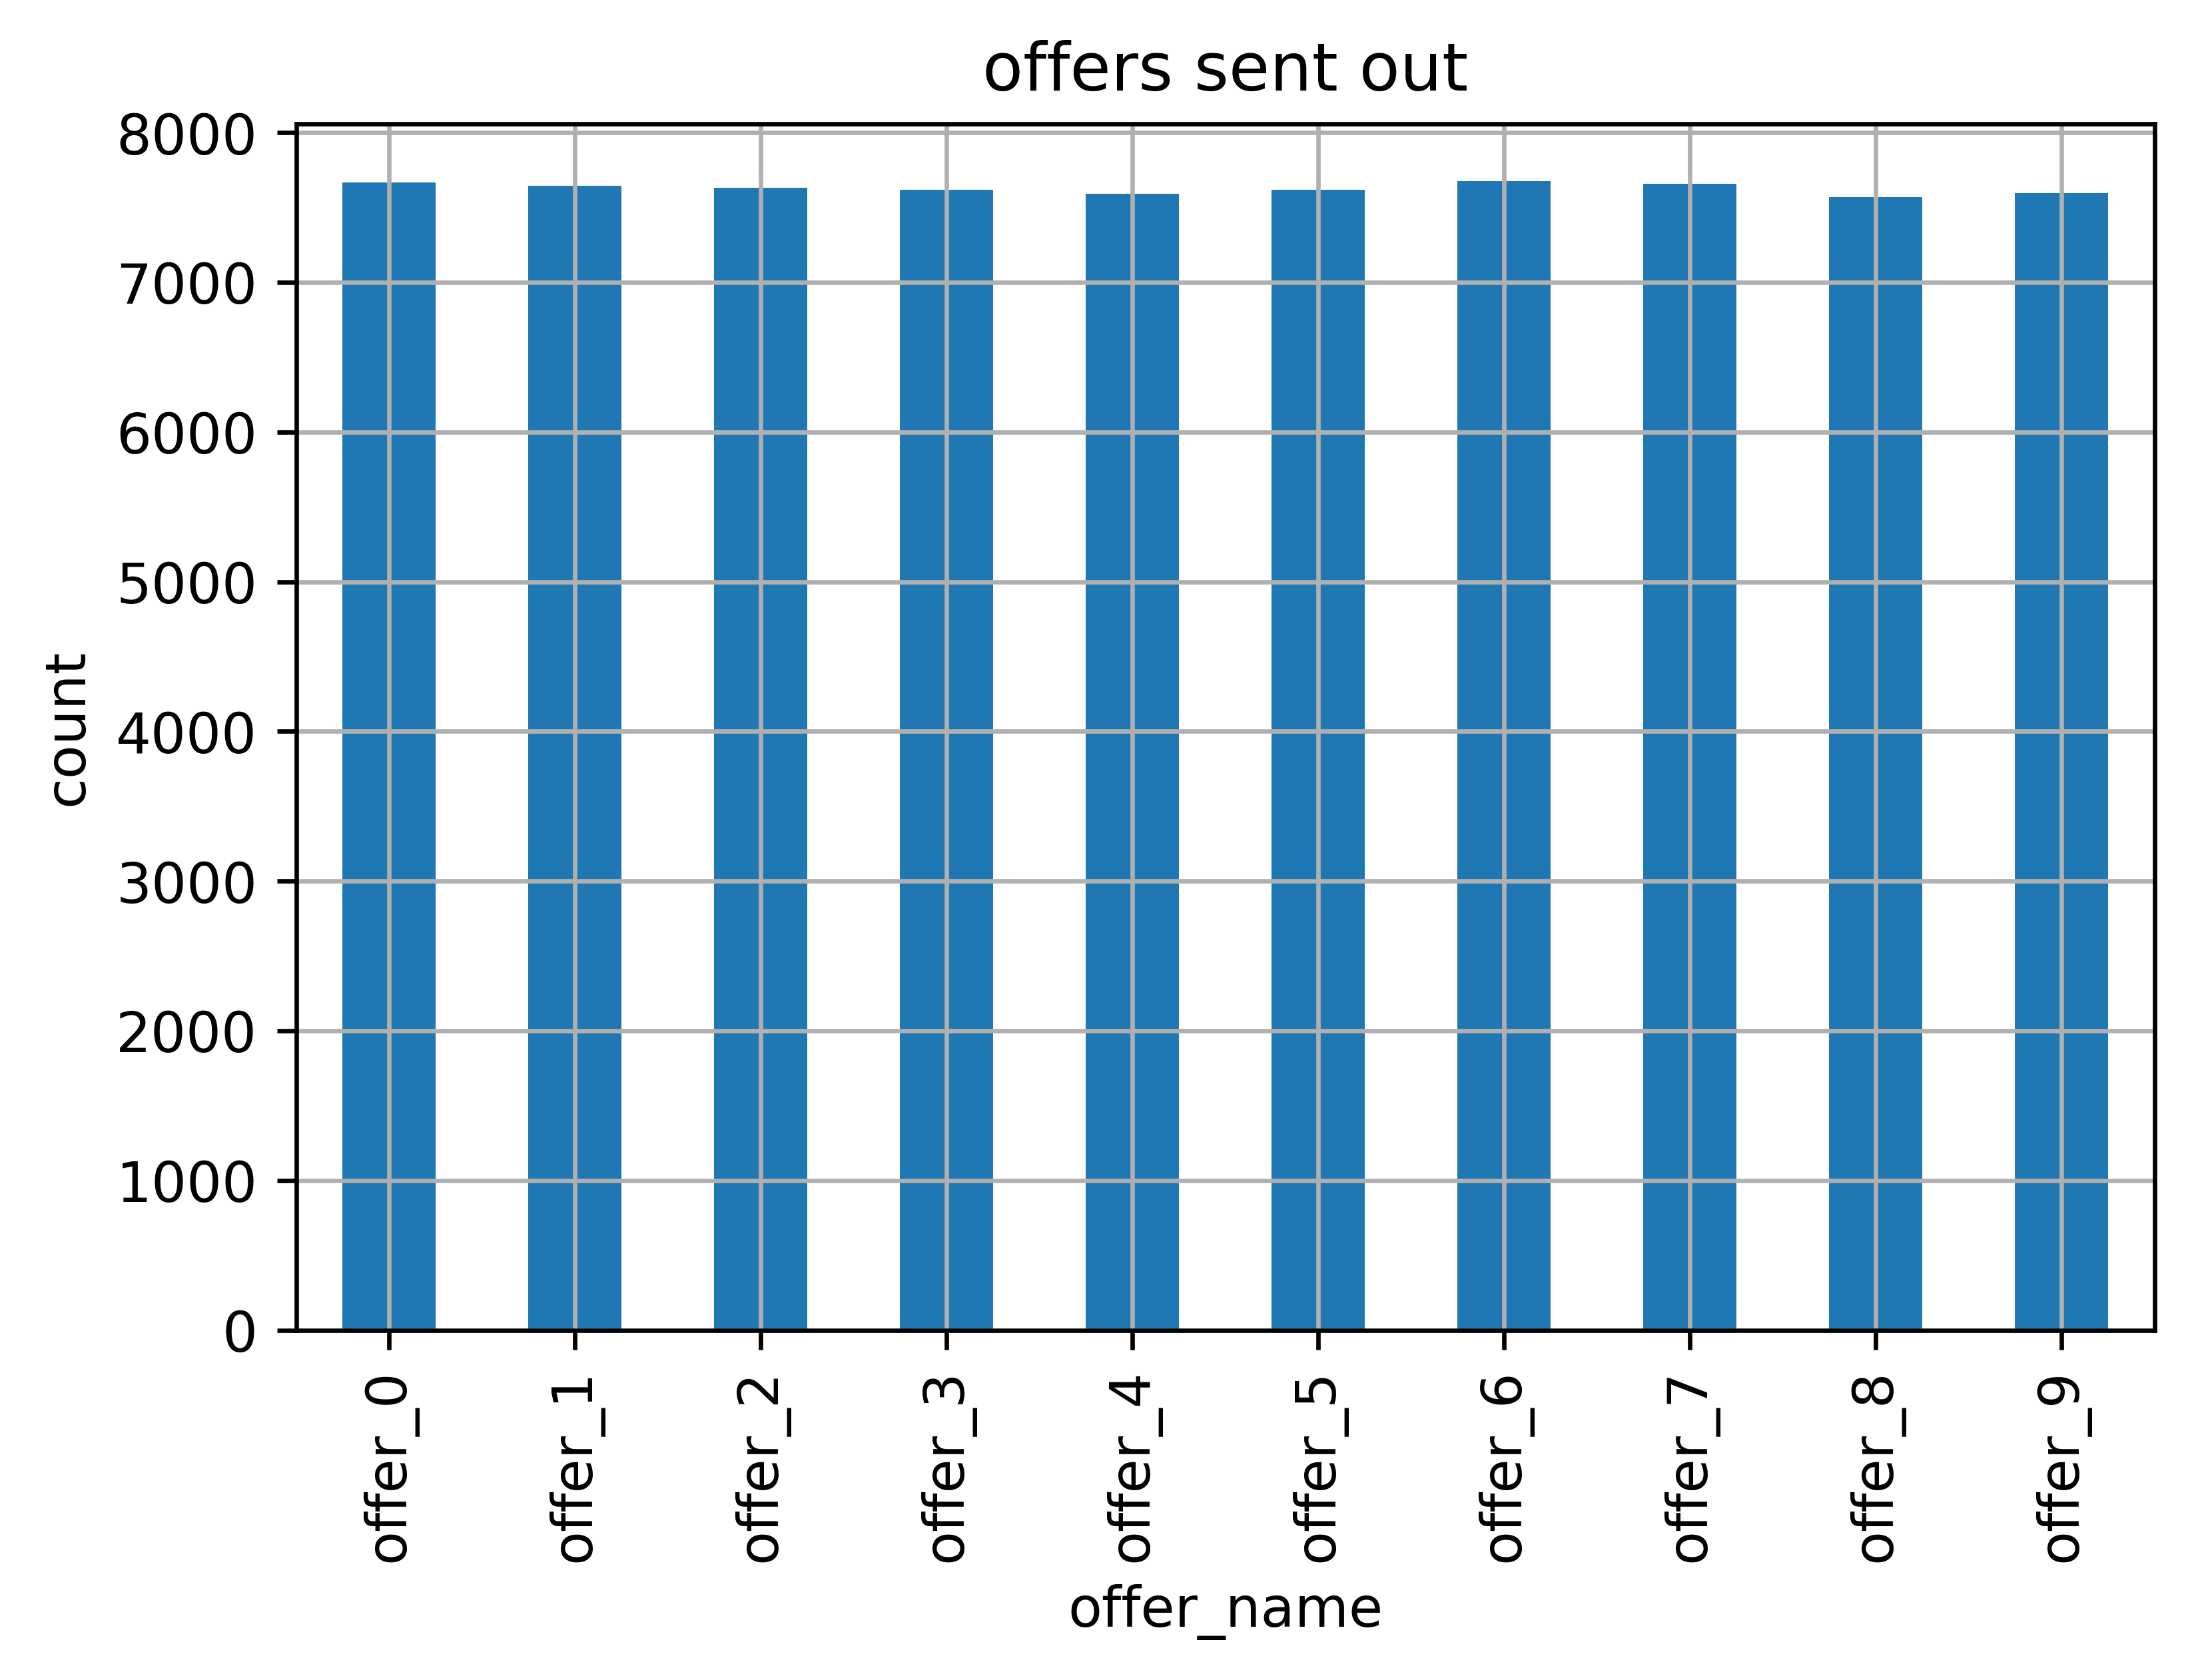 offers sent out
8000
7000
6000
5000
4000
3000
2000
1000
0
count
offer_0
offer_1
offer_2
offer_3
offer_4
offer_5
offer_6
offer_7
offer_8
offer_9
offer_name